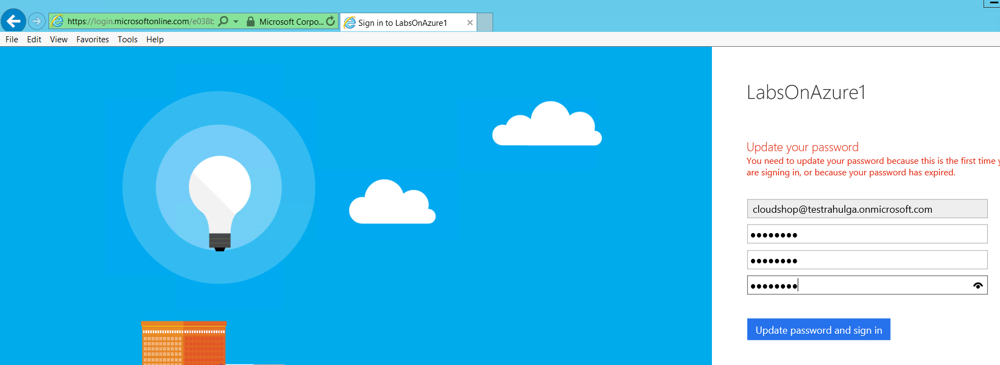 https://login.microsoftonline.com/e038b
Microsoft Corpo...
Sign in to LabsOnAzure1
File Edit View Favorites Tools Help
LabsOnAzure1
Update your password
You need to update your password because this is the first time y
are signing in, or because your password has expired.
cloudshop@testrahulga.onmicrosoft.com
Update password and sign in